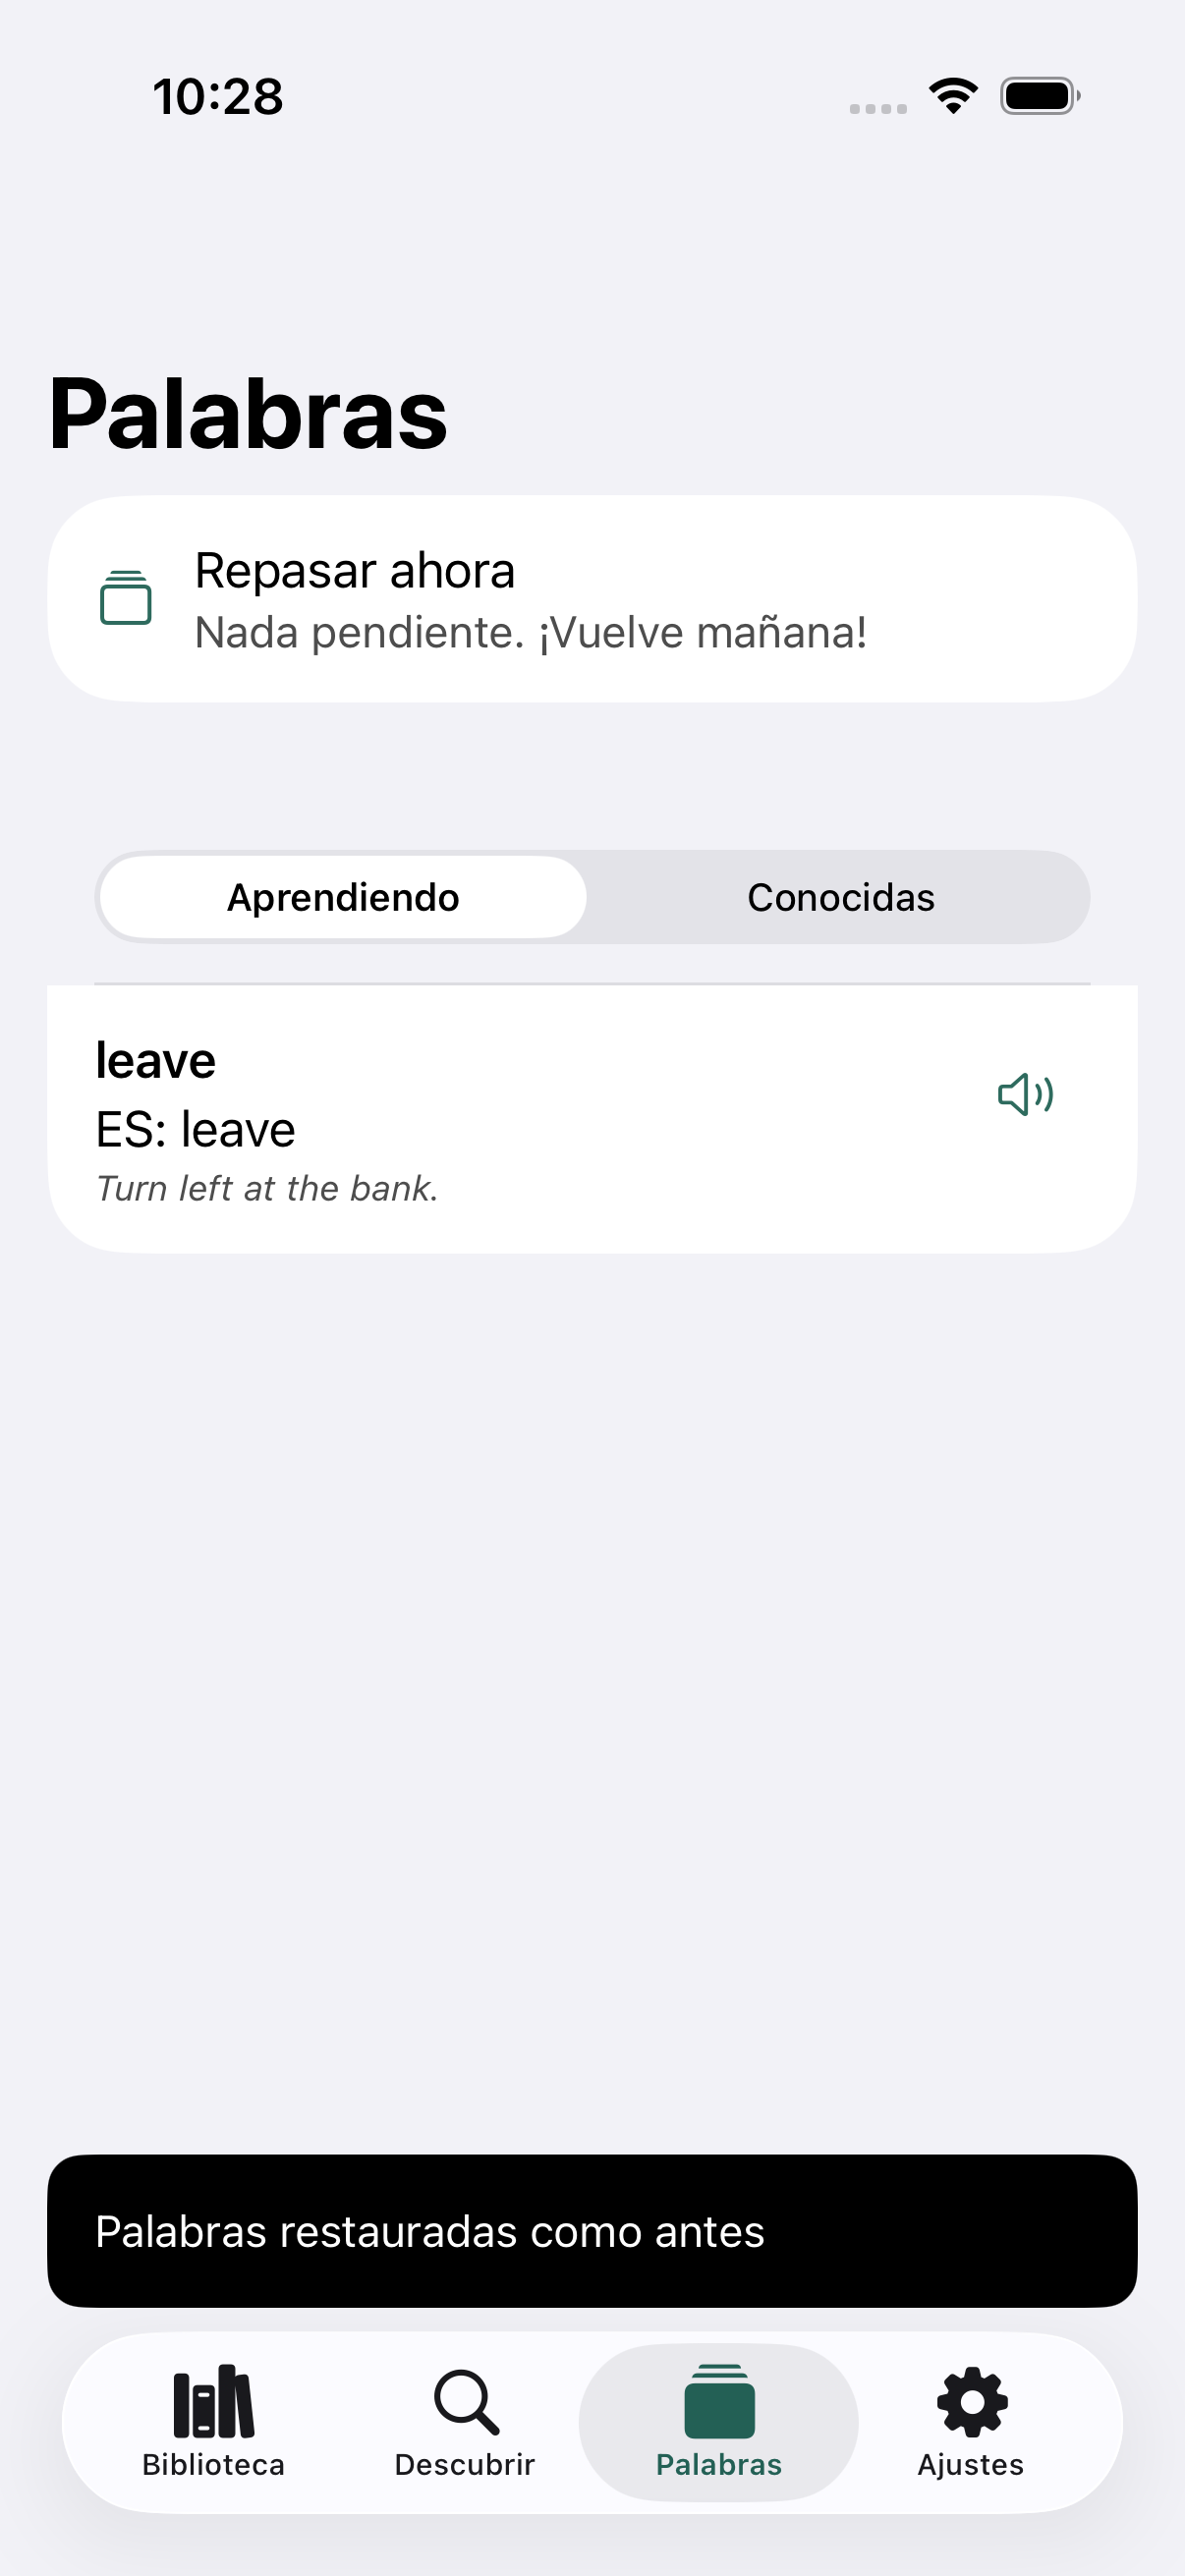 10:28
Palabras
Repasar ahora
Nada pendiente. ¡Vuelve mañana!
Aprendiendo
Conocidas
leave
ES: leave
Turn left at the bank.
Palabras restauradas como antes
Biblioteca
Descubrir
Palabras
Ajustes